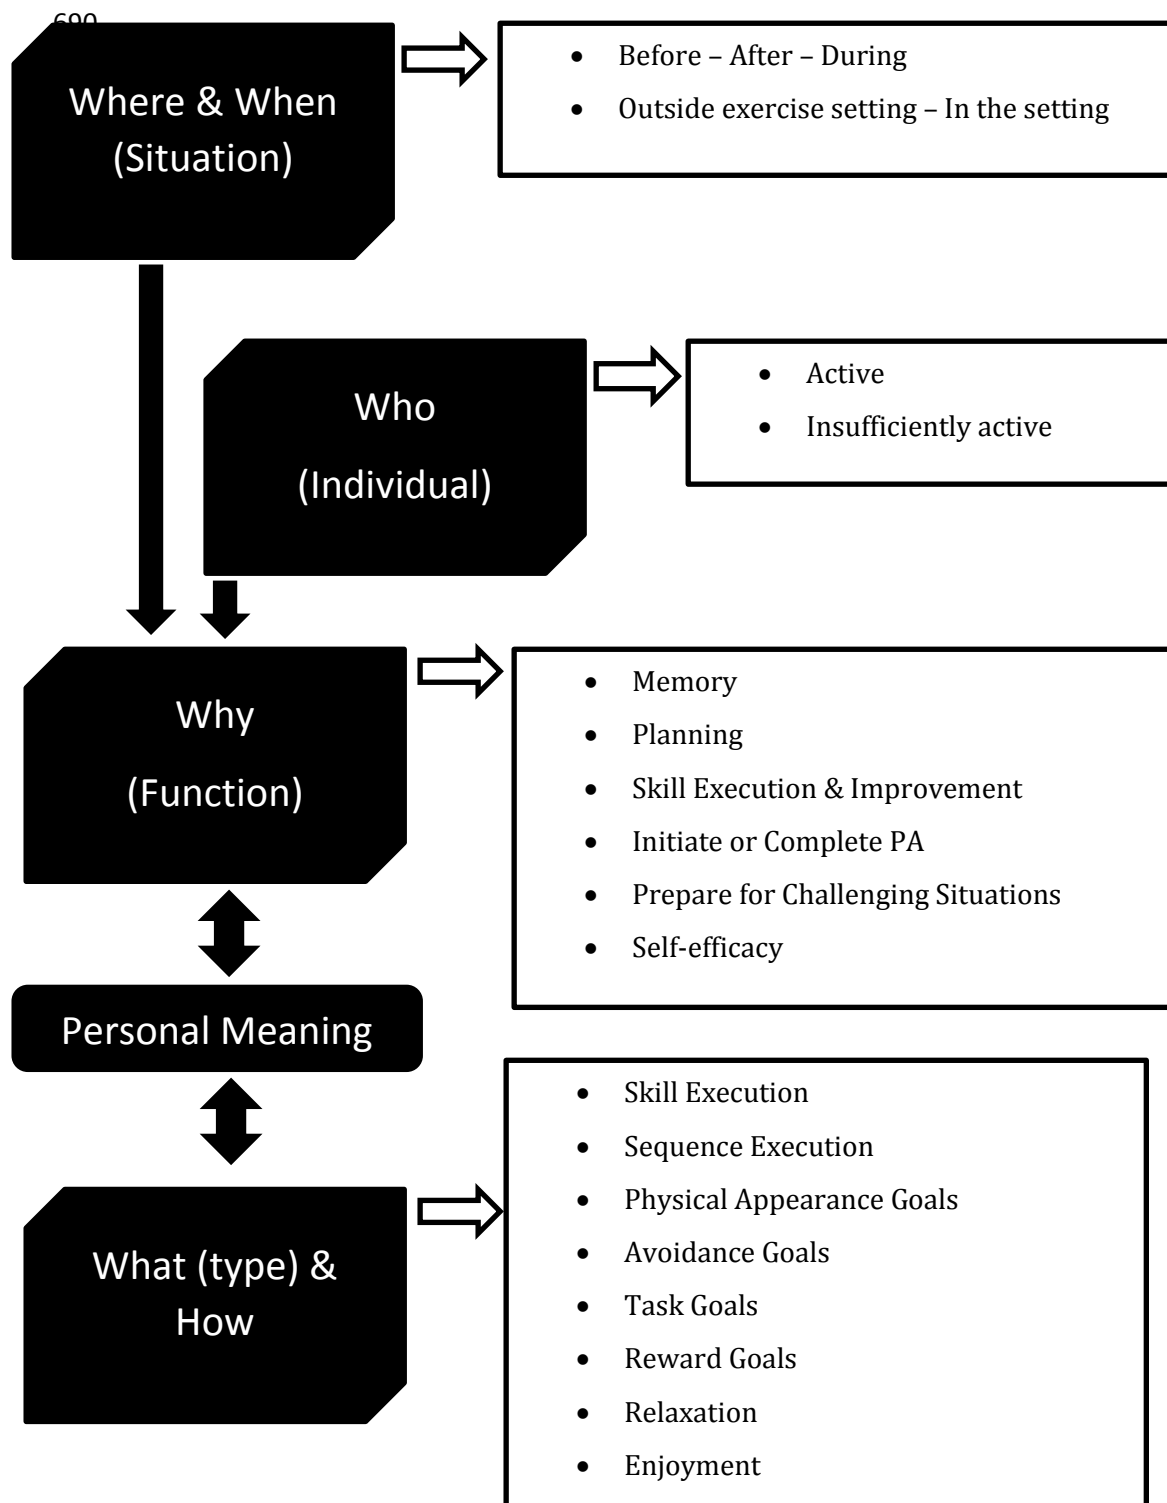 690
Where & When
(Situation)
• Before – After – During
• Outside exercise setting – In the setting
Who
(Individual)
• Active
• Insufficiently active
Why
(Function)
• Memory
• Planning
• Skill Execution & Improvement
• Initiate or Complete PA
• Prepare for Challenging Situations
• Self-efficacy
Personal Meaning
What (type) &
How
• Skill Execution
• Sequence Execution
• Physical Appearance Goals
• Avoidance Goals
• Task Goals
• Reward Goals
• Relaxation
• Enjoyment